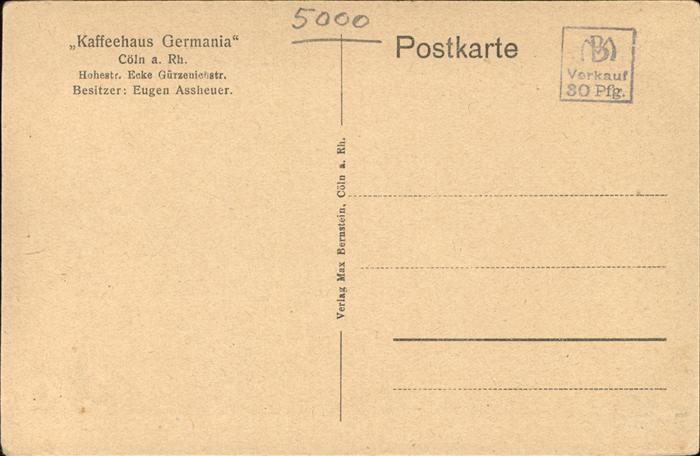 5000
„Kaffeehaus Germania“
Cöln a. Rh.
Hohestr. Ecke Gürzenichstr.
Besitzer: Eugen Assheuer.
Verlag Max Bernstein, Cöln a. Rh.
Postkarte
Verkauf
30 Pfg.